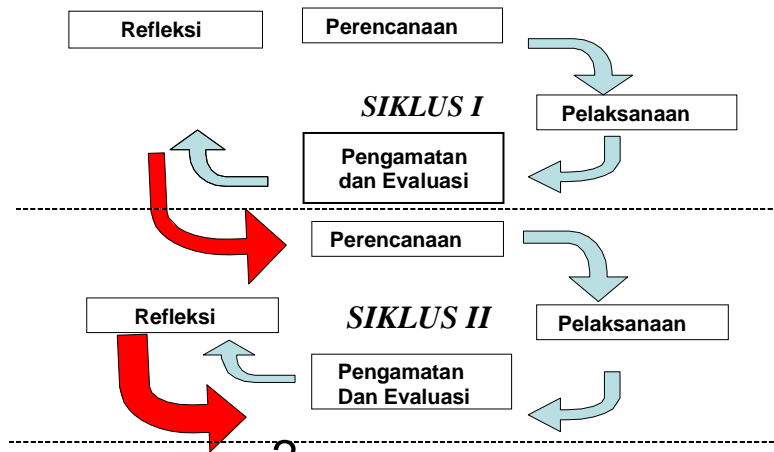 Refleksi
Perencanaan
SIKLUS I
Pelaksanaan
Pengamatan
dan Evaluasi
Perencanaan
Refleksi
SIKLUS II
Pelaksanaan
Pengamatan
Dan Evaluasi